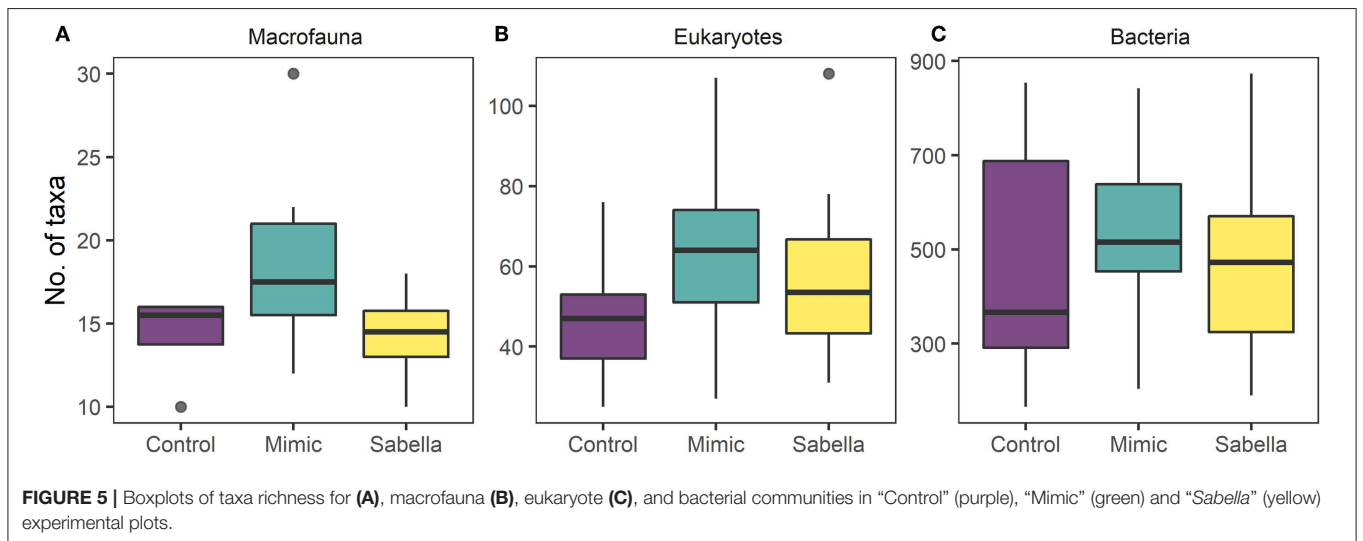 A Macrofauna B Eukaryotes C Bacteria
No. of taxa
30
25
20
15
10
100
80
60
40
900
700
500
300
Control Mimic Sabella Control Mimic Sabella Control Mimic Sabella
FIGURE 5 | Boxplots of taxa richness for (A), macrofauna (B), eukaryote (C), and bacterial communities in “Control” (purple), “Mimic” (green) and “Sabella” (yellow)
experimental plots.